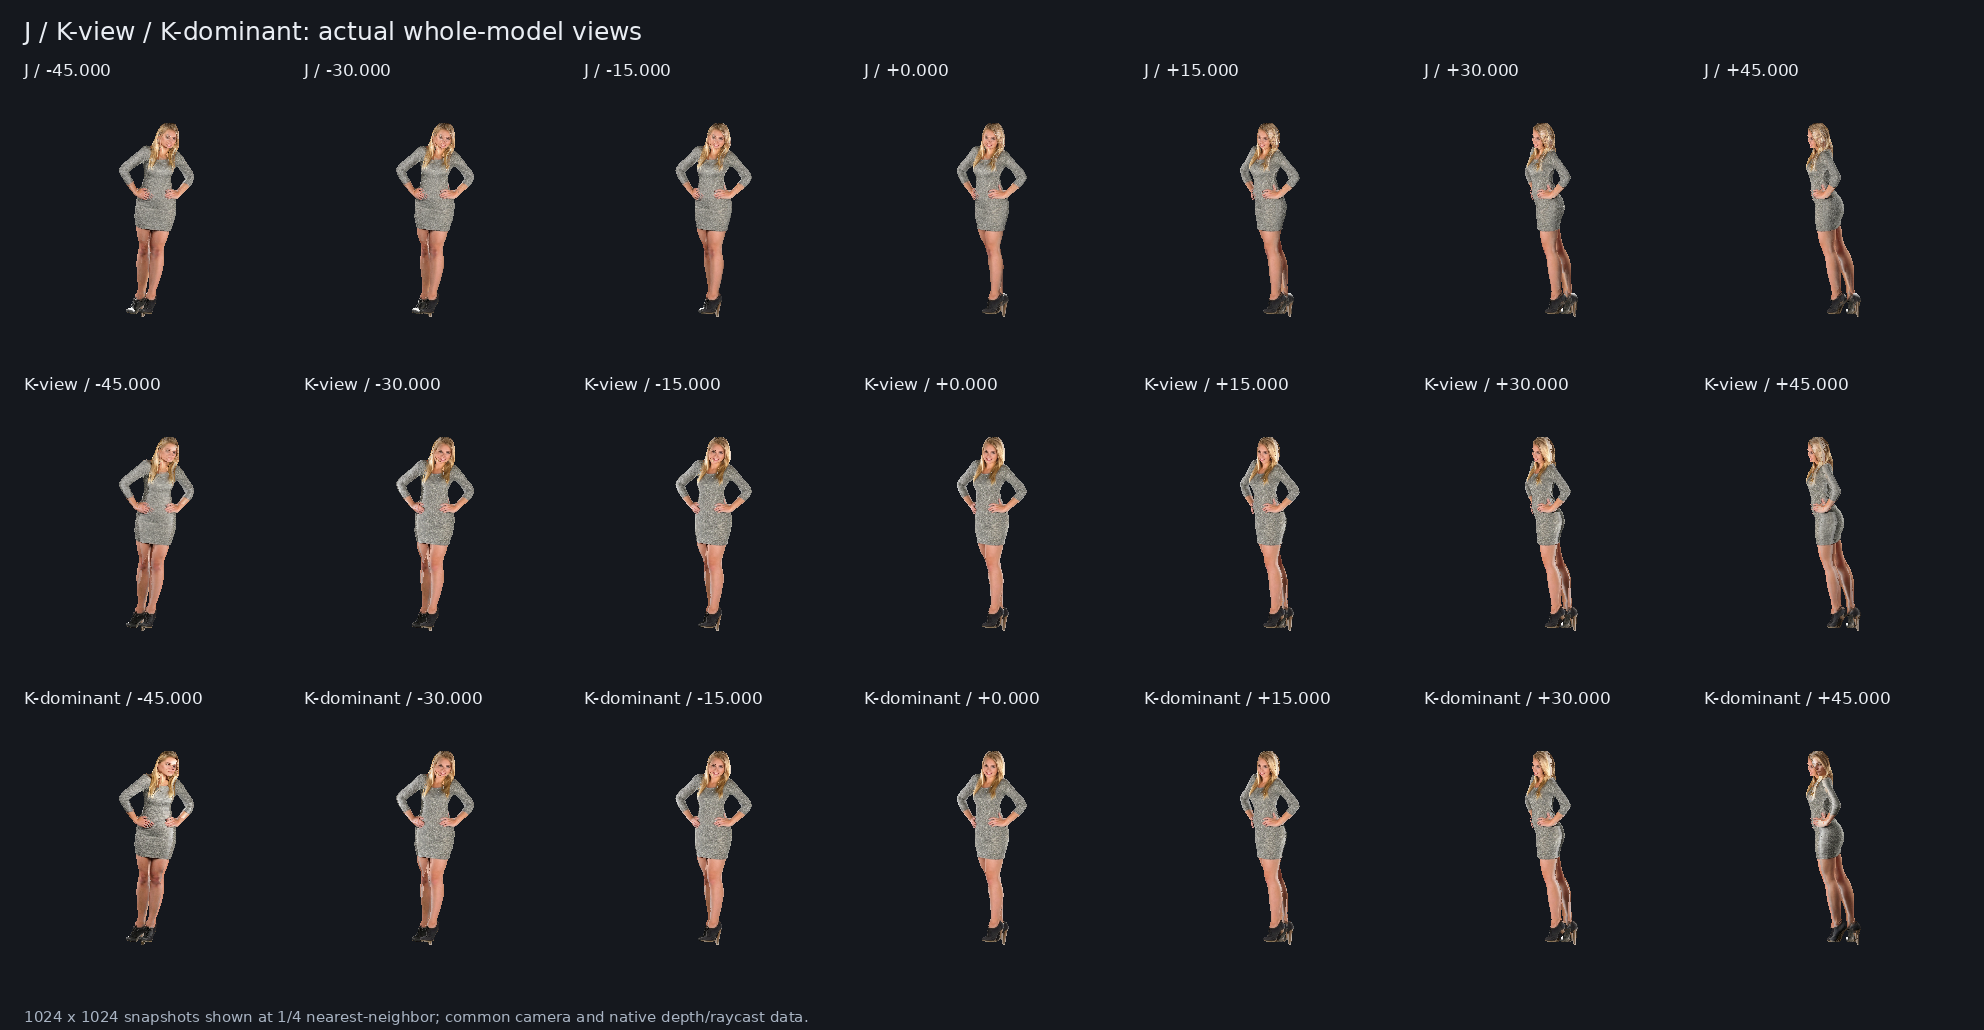 J / K-view / K-dominant: actual whole-model views
J / -45.000
J / -30.000
J / -15.000
J / +0.000
J / +15.000
J / +30.000
J / +45.000
K-view / -45.000
K-view / -30.000
K-view / -15.000
K-view / +0.000
K-view / +15.000
K-view / +30.000
K-view / +45.000
K-dominant / -45.000
K-dominant / -30.000
K-dominant / -15.000
K-dominant / +0.000
K-dominant / +15.000
K-dominant / +30.000
K-dominant / +45.000
1024 x 1024 snapshots shown at 1/4 nearest-neighbor; common camera and native depth/raycast data.